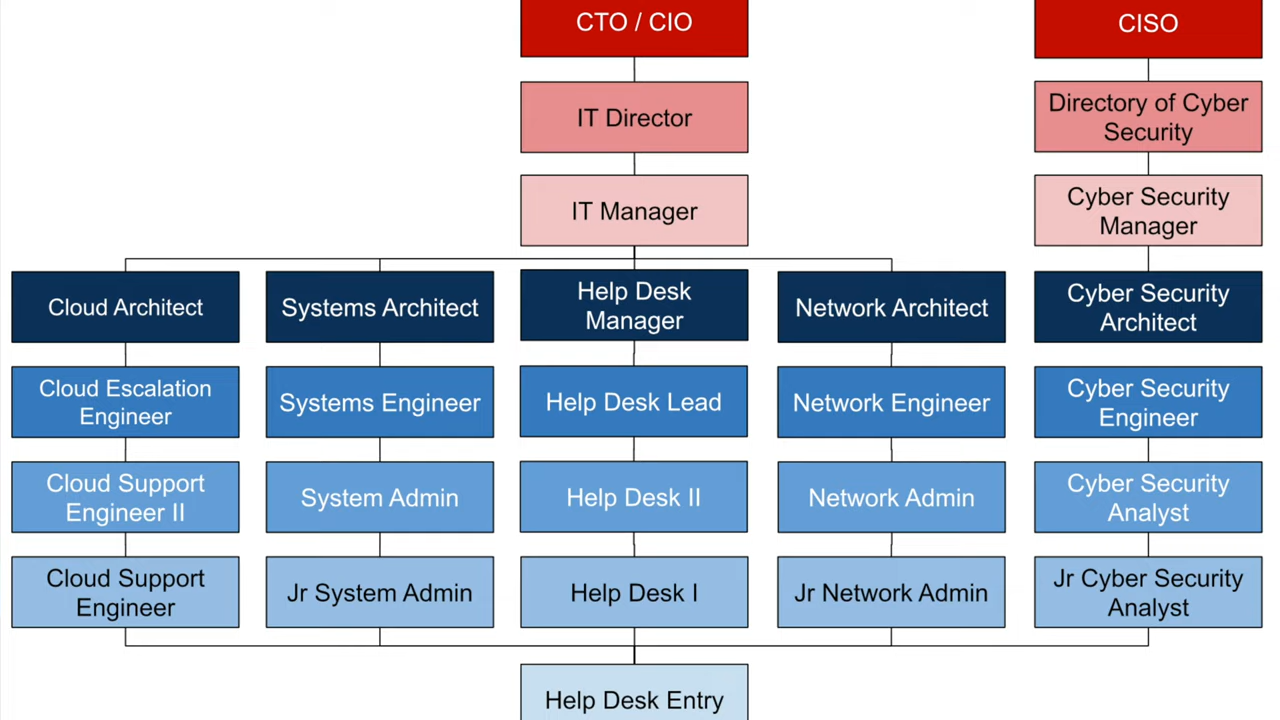 CTO / CIO
CISO
IT Director
Directory of Cyber
Security
IT Manager
Cyber Security
Manager
Cloud Architect
Systems Architect
Help Desk
Manager
Network Architect
Cyber Security
Architect
Cloud Escalation
Engineer
Systems Engineer
Help Desk Lead
Network Engineer
Cyber Security
Engineer
Cloud Support
Engineer II
System Admin
Help Desk II
Network Admin
Cyber Security
Analyst
Cloud Support
Engineer
Jr System Admin
Help Desk I
Jr Network Admin
Jr Cyber Security
Analyst
Help Desk Entry